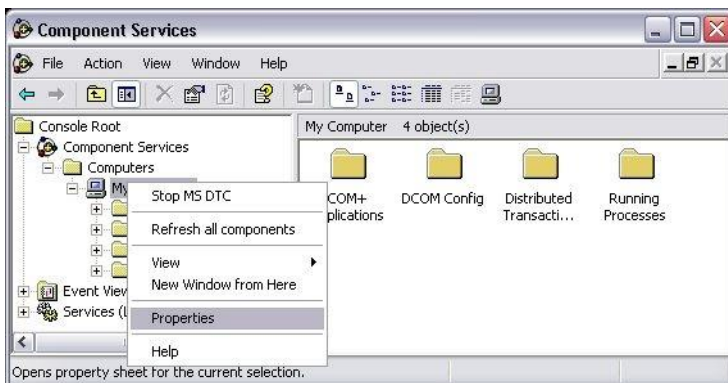 Component Services
File Action View Window Help
Console Root
My Computer 4 object(s)
Component Services
Computers
My
Stop MS DTC
Refresh all components
View
New Window from Here
Properties
Help
COM+
plications
DCOM Config
Distributed
Transacti...
Running
Processes
Event View
Services (L
Opens property sheet for the current selection.